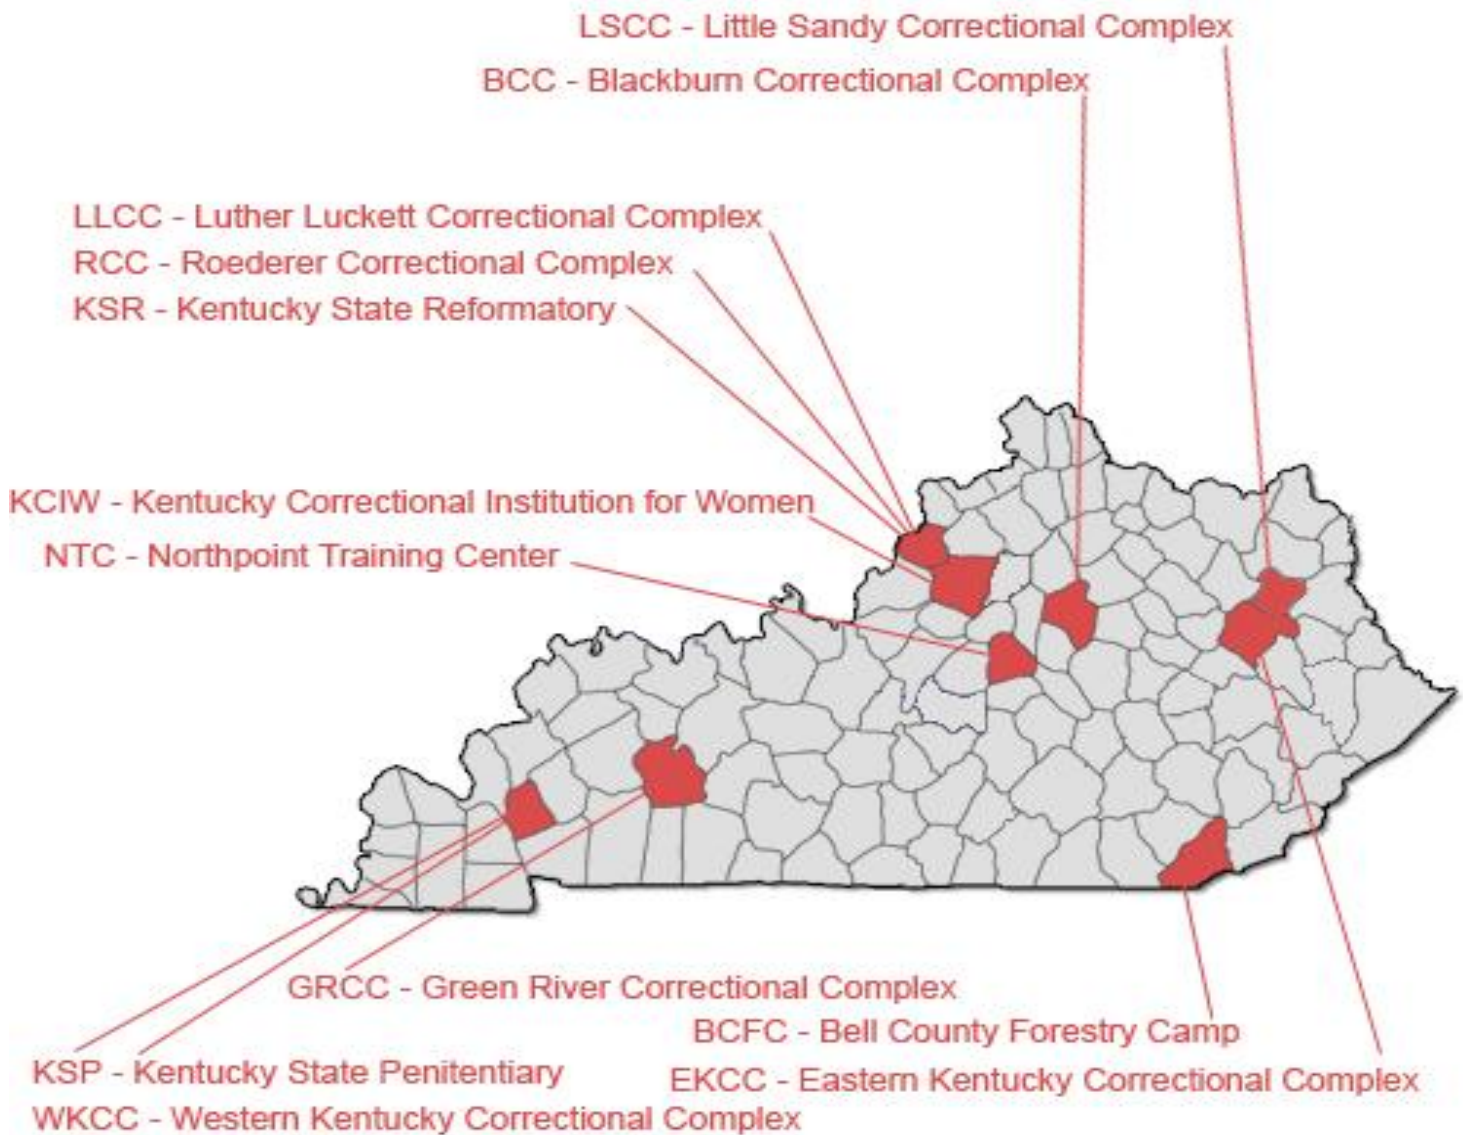 LSCC - Little Sandy Correctional Complex
BCC - Blackburn Correctional Complex
LLCC - Luther Luckett Correctional Complex
RCC - Roederer Correctional Complex
KSR - Kentucky State Reformatory
KCIW - Kentucky Correctional Institution for Women
NTC - Northpoint Training Center
GRCC - Green River Correctional Complex
BCFC - Bell County Forestry Camp
KSP - Kentucky State Penitentiary
EKCC - Eastern Kentucky Correctional Complex
WKCC - Western Kentucky Correctional Complex